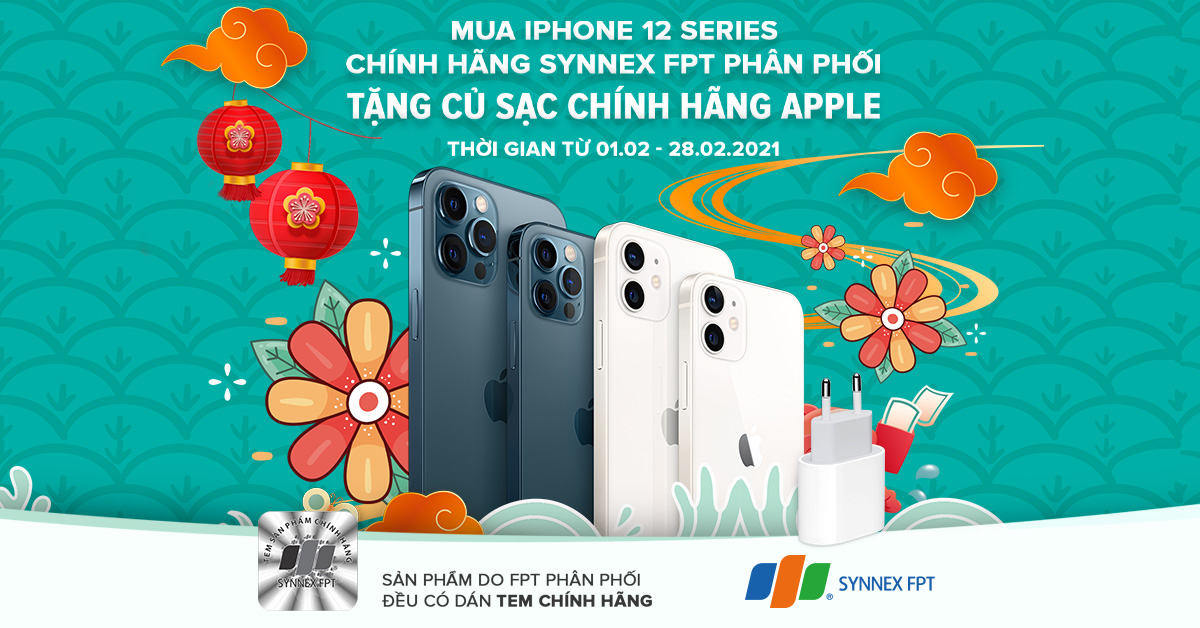 MUA IPHONE 12 SERIES
CHÍNH HÃNG SYNNEX FPT PHÂN PHỐI
TẶNG CỦ SẠC CHÍNH HÃNG APPLE
THỜI GIAN TỪ 01.02 - 28.02.2021
TEM SẢN PHẨM CHÍNH HÃNG
SYNNEX FPT
SẢN PHẨM DO FPT PHÂN PHỐI
ĐỀU CÓ DÁN TEM CHÍNH HÃNG
® SYNNEX FPT